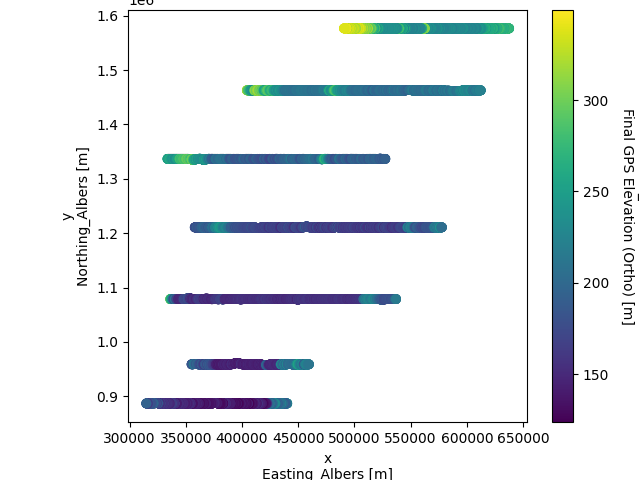 1e6
1.6
1.5
1.4
1.3
1.2
1.1
1.0
0.9
y
Northing_Albers [m]
300000 350000 400000 450000 500000 550000 600000 650000
x
Easting_Albers [m]
300
250
200
150
Final GPS Elevation (Ortho) [m]